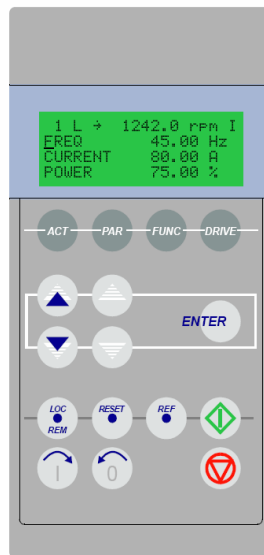 1 L → 1242.0 rpm I
FREQ 45.00 Hz
CURRENT 80.00 A
POWER 75.00 %
ACT PAR FUNC DRIVE
ENTER
LOC RESET REF
REM
I 0